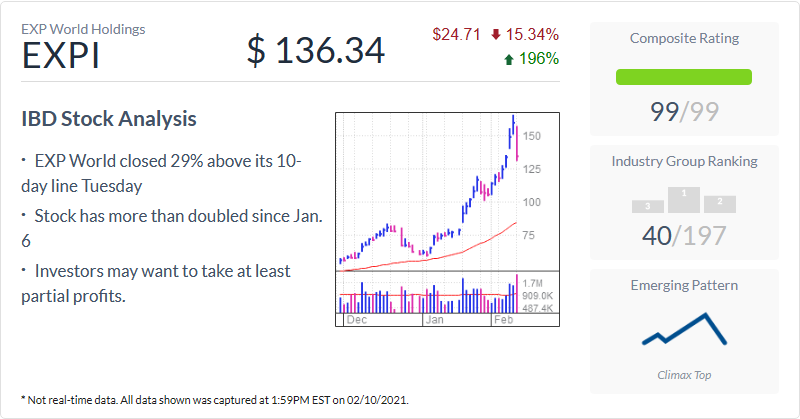 EXP World Holdings
EXPI
$ 136.34
$24.71 15.34%
196%
IBD Stock Analysis
• EXP World closed 29% above its 10-
day line Tuesday
• Stock has more than doubled since Jan.
6
• Investors may want to take at least
partial profits.
150
125
100
75
1.7M
909.0K
487.4K
Dec Jan Feb
Composite Rating
99/99
Industry Group Ranking
3 1 2
40/197
Emerging Pattern
Climax Top
* Not real-time data. All data shown was captured at 1:59PM EST on 02/10/2021.